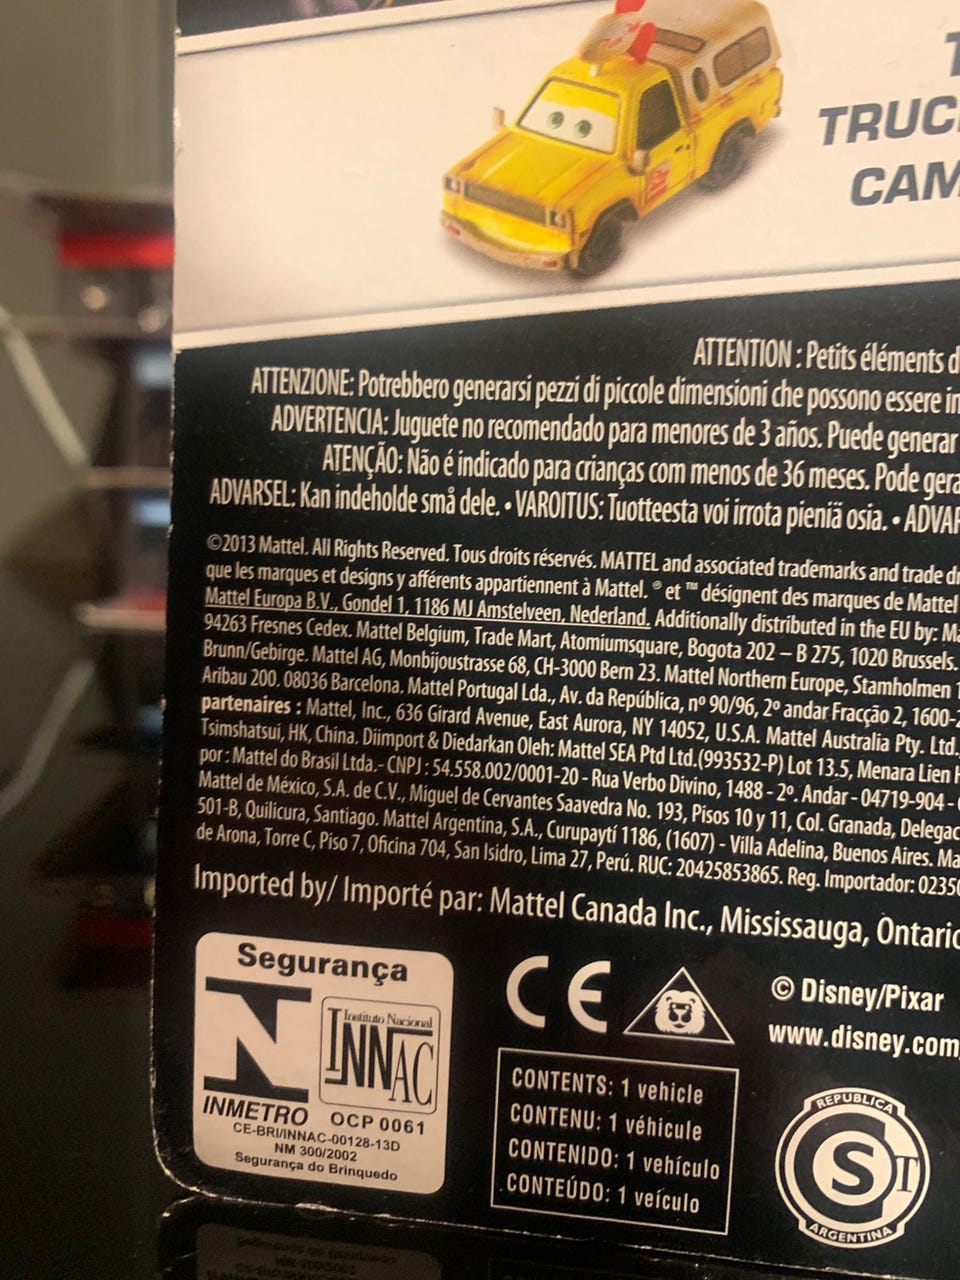 TRUC
CAM
ATTENTION : Petits éléments d
ATTENZIONE: Potrebbero generarsi pezzi di piccole dimensioni che possono essere in
ADVERTENCIA: Juguete no recomendado para menores de 3 años. Puede generar
ATENÇÃO: Não é indicado para crianças com menos de 36 meses. Pode gera
ADVARSEL: Kan indeholde små dele. • VAROITUS: Tuotteesta voi irrota pieniä osia. • ADVAR
©2013 Mattel. All Rights Reserved. Tous droits réservés. MATTEL and associated trademarks and trade dr
que les marques et designs y afférents appartiennent à Mattel. ® et ™ désignent des marques de Mattel
Mattel Europa B.V., Gondel 1, 1186 MJ Amstelveen, Nederland. Additionally distributed in the EU by: Ma
94263 Fresnes Cedex. Mattel Belgium, Trade Mart, Atomiumsquare, Bogota 202 – B 275, 1020 Brussels.
Brunn/Gebirge. Mattel AG, Monbijoustrasse 68, CH-3000 Bern 23. Mattel Northern Europe, Stamholmen 1
Aribau 200. 08036 Barcelona. Mattel Portugal Lda., Av. da República, nº 90/96, 2º andar Fracção 2, 1600-2
partenaires : Mattel, Inc., 636 Girard Avenue, East Aurora, NY 14052, U.S.A. Mattel Australia Pty. Ltd.,
Tsimshatsui, HK, China. Diimport & Diedarkan Oleh: Mattel SEA Ptd Ltd.(993532-P) Lot 13.5, Menara Lien H
por : Mattel do Brasil Ltda.- CNPJ : 54.558.002/0001-20 - Rua Verbo Divino, 1488 - 2º. Andar - 04719-904 -
Mattel de México, S.A. de C.V., Miguel de Cervantes Saavedra No. 193, Pisos 10 y 11, Col. Granada, Delegac
501-B, Quilicura, Santiago. Mattel Argentina, S.A., Curupaytí 1186, (1607) - Villa Adelina, Buenos Aires. Ma
de Arona, Torre C, Piso 7, Oficina 704, San Isidro, Lima 27, Perú. RUC: 20425853865. Reg. Importador: 0235
Imported by/ Importé par: Mattel Canada Inc., Mississauga, Ontario
Segurança
Instituto Nacional
INNAC
INMETRO OCP 0061
CE-BRI/INNAC-00128-13D
NM 300/2002
Segurança do Brinquedo
CE
© Disney/Pixar
www.disney.com
CONTENTS: 1 vehicle
CONTENU: 1 véhicule
CONTENIDO: 1 vehículo
CONTEÚDO: 1 veículo
REPUBLICA
S
ARGENTINA